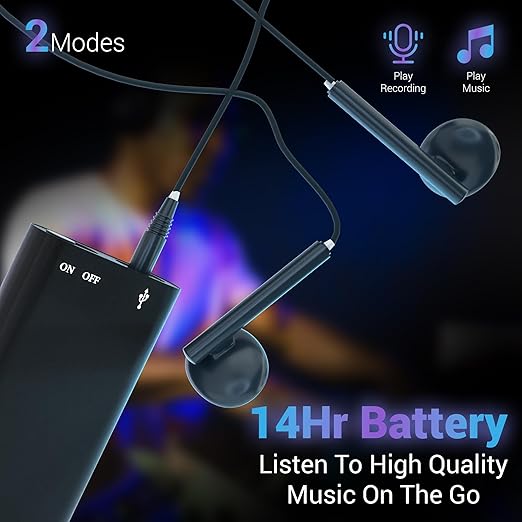 2Modes
Play
Recording
Play
Music
ON OFF
14Hr Battery
Listen To High Quality
Music On The Go